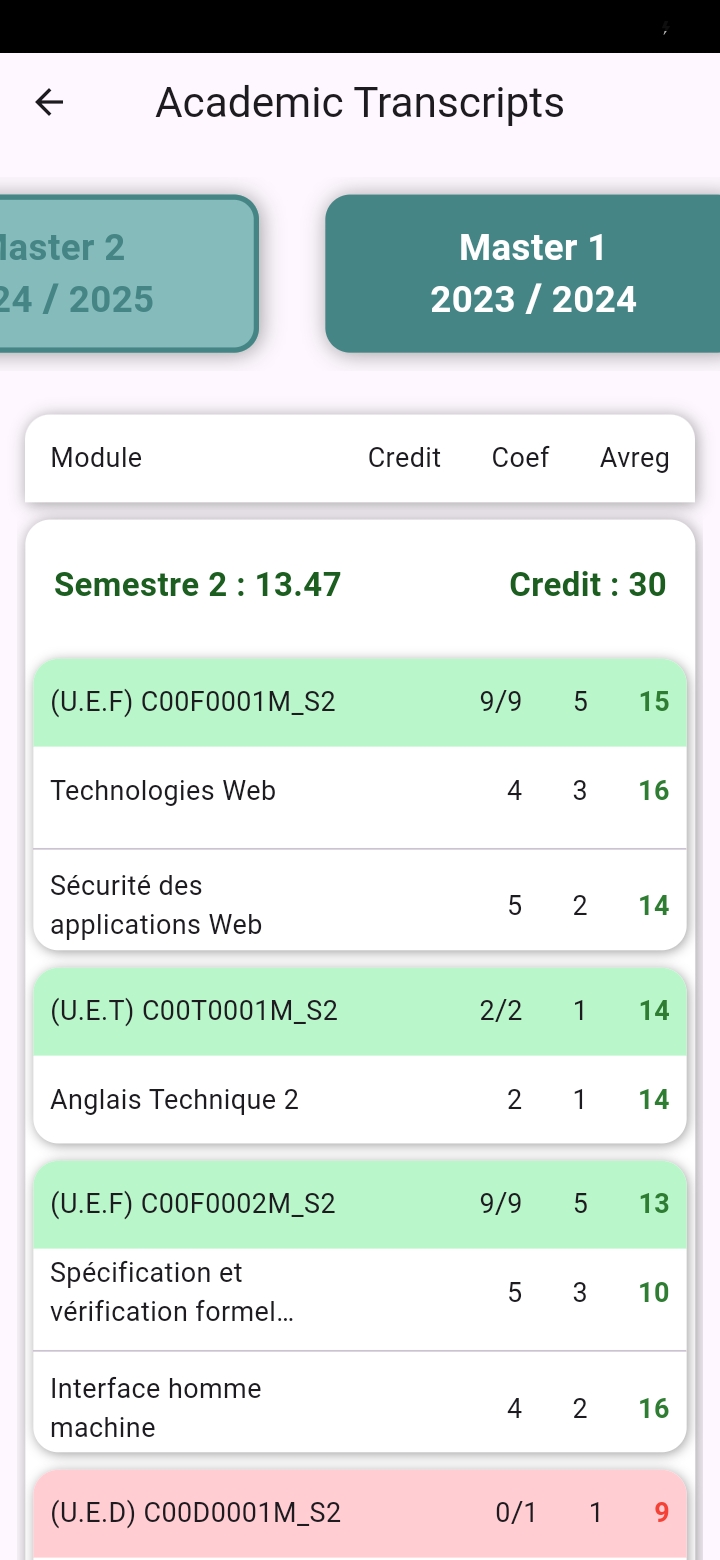 Academic Transcripts
aster 2
24 / 2025
Master 1
2023 / 2024
Module Credit Coef Avreg
Semestre 2 : 13.47 Credit : 30
(U.E.F) C00F0001M_S2 9/9 5 15
Technologies Web 4 3 16
Sécurité des
applications Web 5 2 14
(U.E.T) C00T0001M_S2 2/2 1 14
Anglais Technique 2 2 1 14
(U.E.F) C00F0002M_S2 9/9 5 13
Spécification et
vérification formel... 5 3 10
Interface homme
machine 4 2 16
(U.E.D) C00D0001M_S2 0/1 1 9